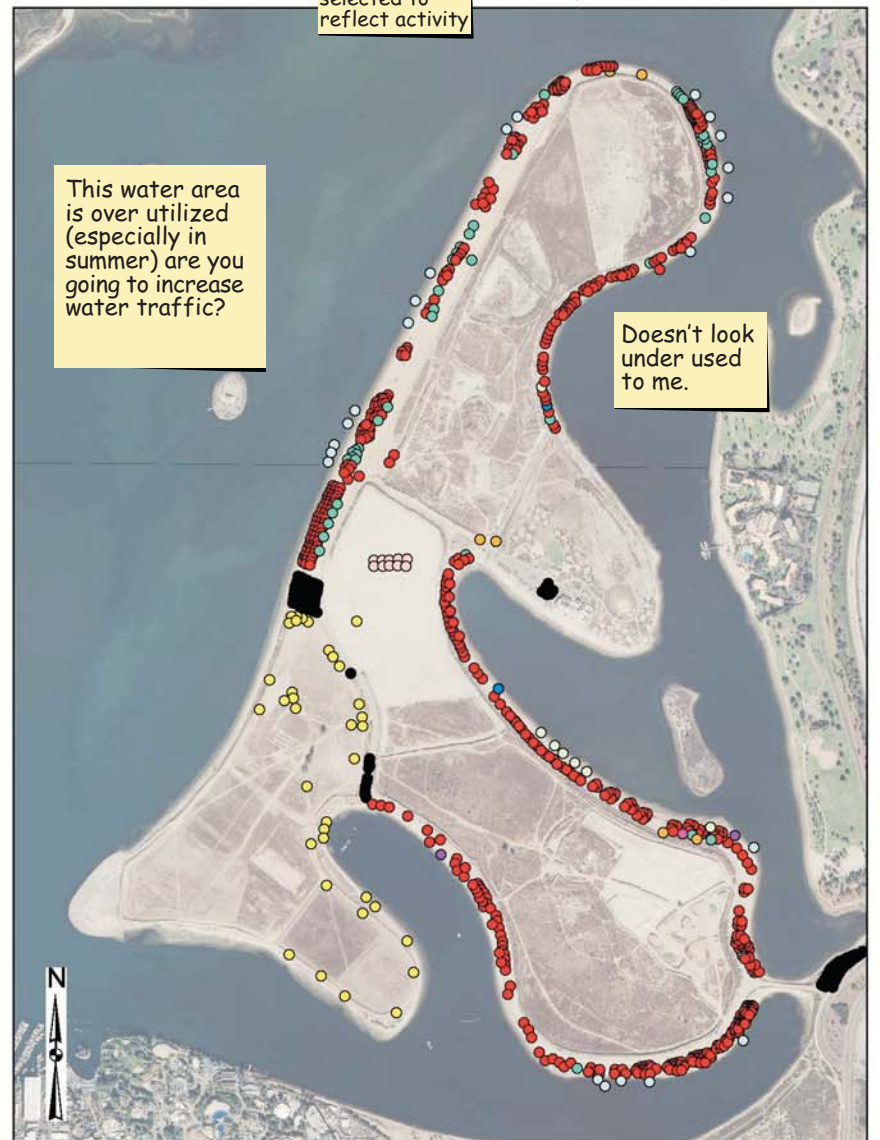 selected to
reflect activity
This water area
is over utilized
(especially in
summer) are you
going to increase
water traffic?
Doesn't look
under used
to me.
N